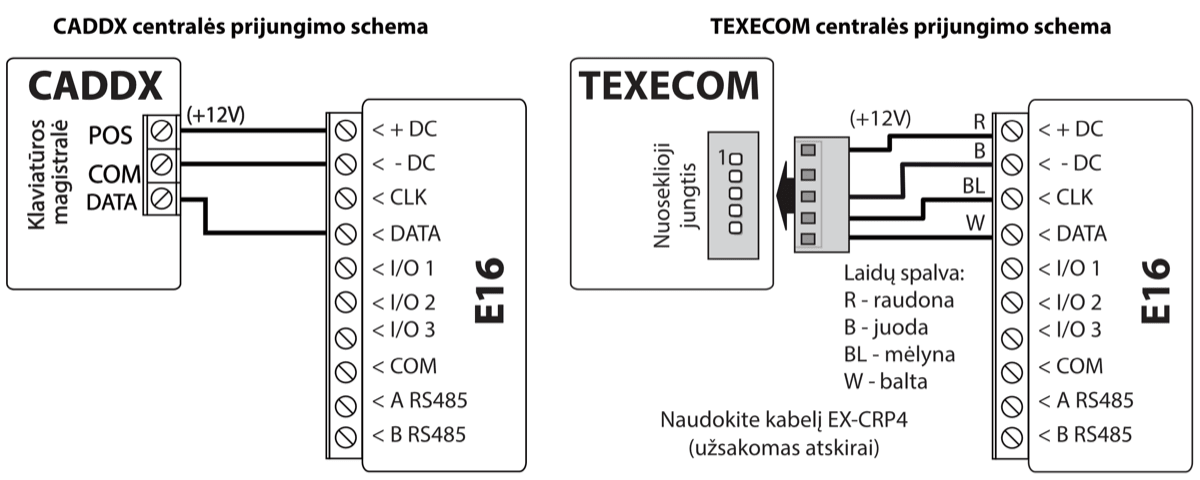 CADDX centralės prijungimo schema
CADDX
Klaviatūros
magistralė
POS
COM
DATA
(+12V)
< + DC
< - DC
< CLK
< DATA
< I/O 1
< I/O 2
< I/O 3
< COM
< A RS485
< B RS485
E16
TEXECOM centralės prijungimo schema
TEXECOM
Nuoseklioji
jungtis
1
(+12V)
R
B
BL
W
Laidų spalva:
R - raudona
B - juoda
BL - mėlyna
W - balta
Naudokite kabelį EX-CRP4
(užsakomas atskirai)
< + DC
< - DC
< CLK
< DATA
< I/O 1
< I/O 2
< I/O 3
< COM
< A RS485
< B RS485
E16